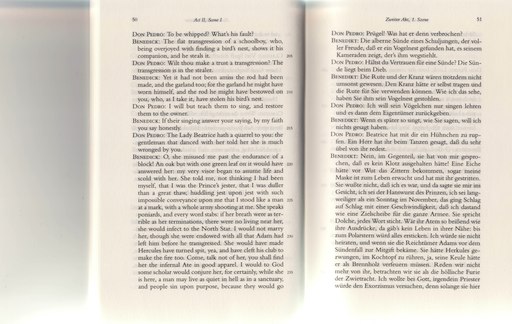 50
Act II. Scene I
DON PEDRO: To be whipped? What's his fault?
BENEDICK: The flat transgression of a schoolboy, who,
being overjoyed with finding a bird's nest, shows it his
companion, and he steals it.
DON PEDRO: Wilt thou make a trust a transgression? The
transgression is in the stealer.
BENEDICK: Yet it had not been amiss the rod had been
made, and the garland too; for the garland he might have
worn himself, and the rod he might have bestowed on
you, who, as I take it, have stolen his bird's nest.
DON PEDRO: I will but teach them to sing, and restore
them to the owner.
BENEDICK: If their singing answer your saying, by my faith
you say honestly.
DON PEDRO: The Lady Beatrice hath a quarrel to you: the
gentleman that danced with her told her she is much
wronged by you.
BENEDICK: O, she misused me past the endurance of a
block! An oak but with one green leaf on it would have
answered her: my very visor began to assume life and
scold with her. She told me, not thinking I had been
myself, that I was the Prince's jester, that I was duller
than a great thaw; huddling jest upon jest with such
impossible conveyance upon me that I stood like a man
at a mark, with a whole army shooting at me. She speaks
poniards, and every word stabs: if her breath were as ter-
rible as her terminations, there were no living near her,
she would infect to the North Star. I would not marry
her, though she were endowed with all that Adam had
left him before he transgressed. She would have made
Hercules have turned spit, yea, and have cleft his club to
make the fire too. Come, talk not of her, you shall find
her the infernal Ate in good apparel. I would to God
some scholar would conjure her, for certainly, while she
is here, a man may live as quiet in hell as in a sanctuary,
and people sin upon purpose, because they would go
Zweiter Akt, 1. Szene
51
DON PEDRO: Prügel? Was hat er denn verbrochen?
BENEDICT: Die alberne Sünde eines Schuljungen, der vol-
ler Freude, daß er ein Vogelnest gefunden hat, es seinem
Kameraden zeigt, der's ihm wegstiehlt.
DON PEDRO: Hältst du Vertrauen für eine Sünde? Die Sün-
de liegt beim Dieb.
BENEDICT: Die Rute und der Kranz wären trotzdem nicht
umsonst gewesen. Den Kranz hätte er selbst tragen und
die Rute für Sie verwenden können. Wie ich das sehe,
haben Sie ihm sein Vogelnest gestohlen.
DON PEDRO: Ich will den Vögelchen nur singen lehren
und es dann dem Eigentümer zurückgeben.
BENEDICT: Wenn es später so singt, wie Sie sagen, will ich
nichts gesagt haben.
DON PEDRO: Beatrice hat mit dir ein Hühnchen zu rup-
fen. Ein Herr hat ihr beim Tanzen gesagt, daß du sehr
übel von ihr redest.
BENEDICT: Nein, im Gegenteil, sie hat von mir gespro-
chen, daß es kein Klotz ausgehalten hätte! Eine Eiche
hätte vor Wut das Zittern bekommen, sogar meine
Maske ist zum Leben erwacht und hat mit ihr gestritten.
Sie wußte nicht, daß ich es war, und da sagte sie mir ins
Gesicht, ich sei der Hanswurst des Prinzen, ich sei lang-
weiliger als ein Sonntag im November, das ging Schlag
auf Schlag mit einer Geschwindigkeit, daß ich dastand
wie eine Zielscheibe für die ganze Armee. Sie spricht
Dolche, jedes Wort sticht. Wär ihr Atem so beißend wie
ihre Ausdrücke, da gäb's kein Leben in ihrer Nähe: bis
zum Polarstern würd alles ersticken. Ich würde sie nicht
heiraten, und wenn sie die Reichtümer Adams vor dem
Sündenfall zur Mitgift bekäme. Sie hätte Herkules ge-
zwungen, im Kochtopf zu rühren, ja, seine Keule hätte
er als Brennholz verfeuern müssen. Reden wir nicht
mehr von ihr, betrachten wir sie als die höllische Furie
der Zwietracht. Ich wollte bei Gott, irgendein Priester
würde den Exorzismus versuchen, denn solange sie hier